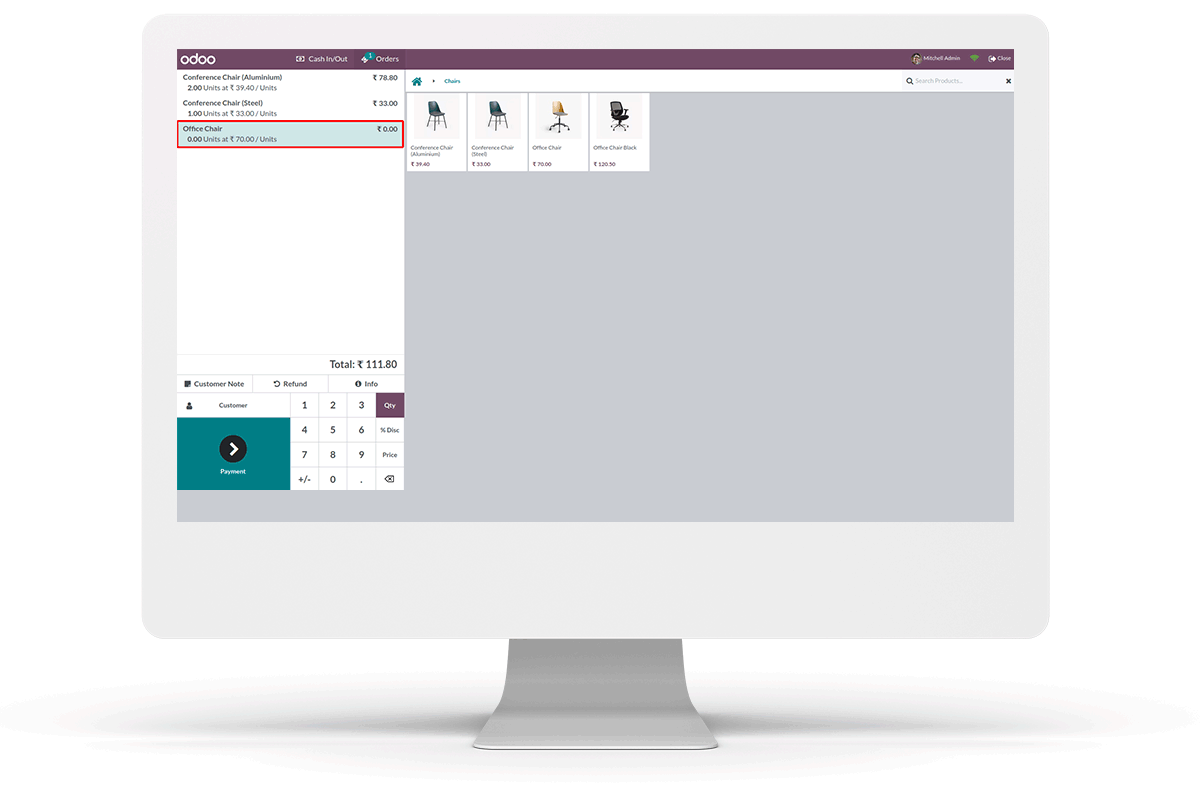 odoo
Cash In/Out
1
Orders
Mitchell Admin
Close
Conference Chair (Aluminium) ₹ 78.80
2.00 Units at ₹ 39.40 / Units
Conference Chair (Steel) ₹ 33.00
1.00 Units at ₹ 33.00 / Units
Office Chair ₹ 0.00
0.00 Units at ₹ 70.00 / Units
Total: ₹ 111.80
Customer Note
Refund
Info
Customer
1 2 3 Qty
4 5 6 % Disc
7 8 9 Price
+/- 0 .
Payment
Chairs
Search Products...
Conference Chair
(Aluminium)
₹ 39.40
Conference Chair
(Steel)
₹ 33.00
Office Chair
₹ 70.00
Office Chair Black
₹ 120.50